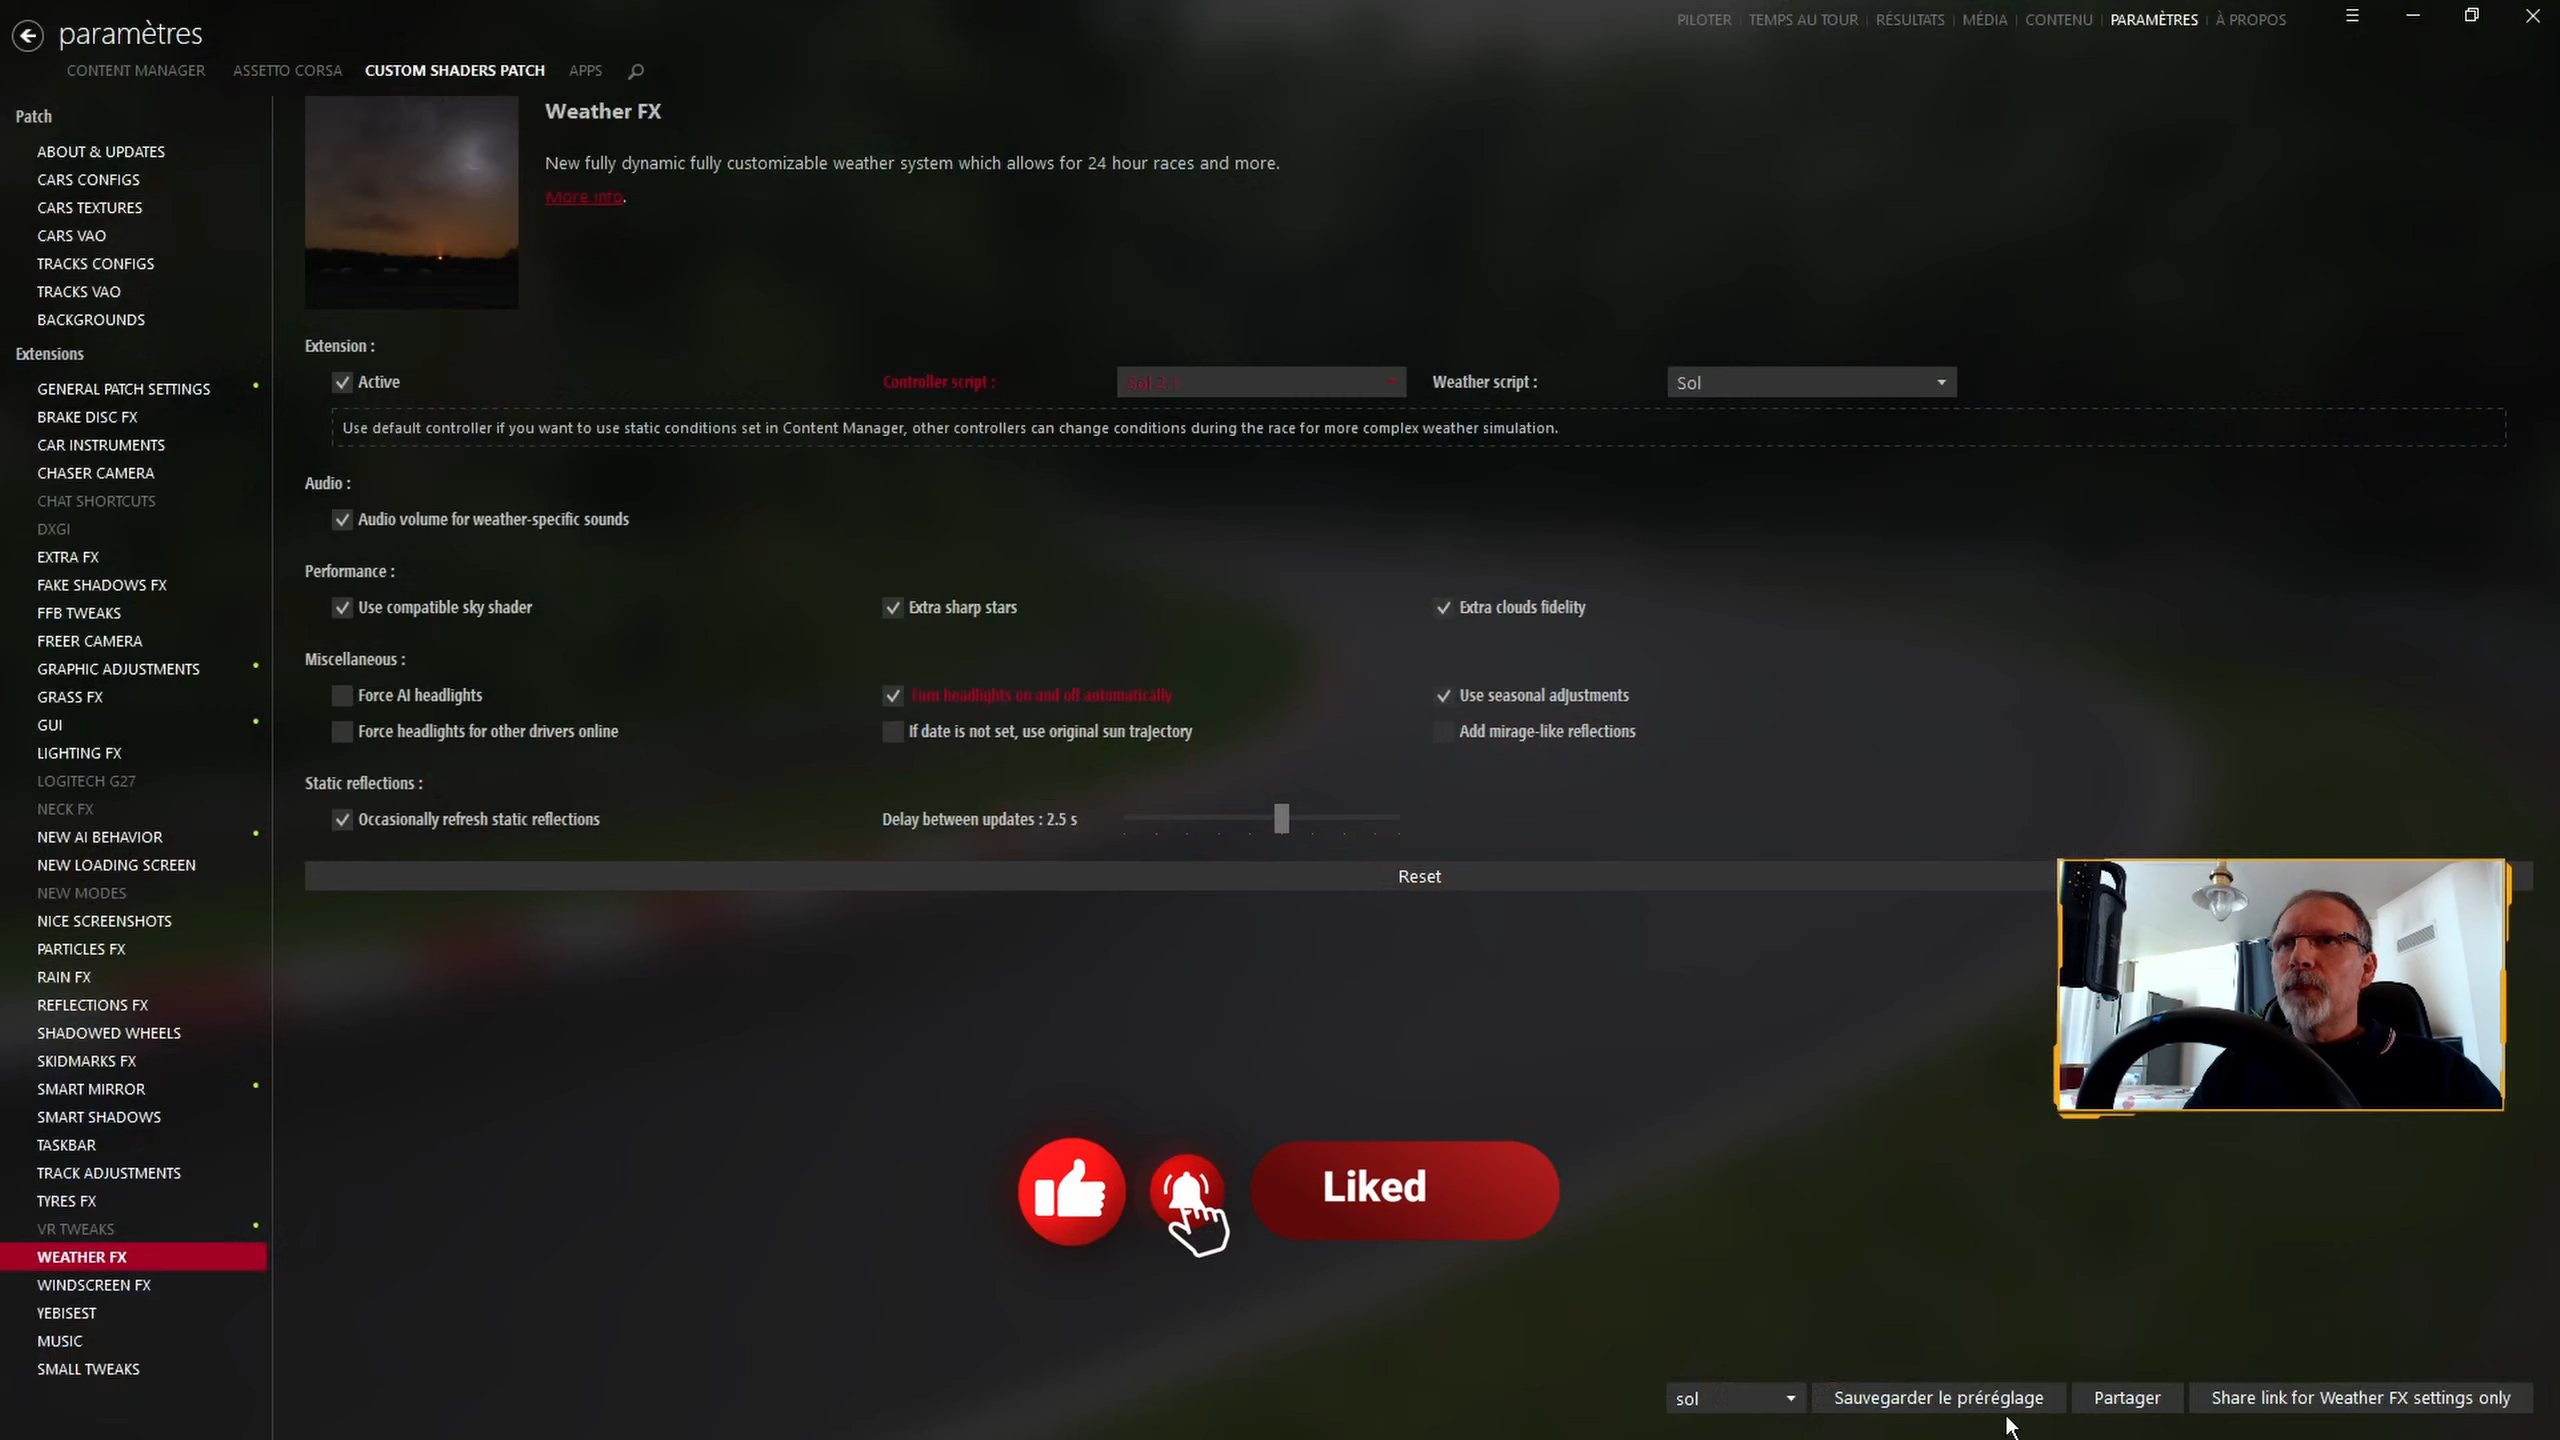 paramètres
PILOTER
TEMPS AU TOUR
RÉSULTATS
MÉDIA
CONTENU
PARAMÈTRES
À PROPOS
CONTENT MANAGER
ASSETTO CORSA
CUSTOM SHADERS PATCH
APPS
Patch
ABOUT & UPDATES
CARS CONFIGS
CARS TEXTURES
CARS VAO
TRACKS CONFIGS
TRACKS VAO
BACKGROUNDS
Extensions
GENERAL PATCH SETTINGS
BRAKE DISC FX
CAR INSTRUMENTS
CHASER CAMERA
CHAT SHORTCUTS
DXGI
EXTRA FX
FAKE SHADOWS FX
FFB TWEAKS
FREER CAMERA
GRAPHIC ADJUSTMENTS
GRASS FX
GUI
LIGHTING FX
LOGITECH G27
NECK FX
NEW AI BEHAVIOR
NEW LOADING SCREEN
NEW MODES
NICE SCREENSHOTS
PARTICLES FX
RAIN FX
REFLECTIONS FX
SHADOWED WHEELS
SKIDMARKS FX
SMART MIRROR
SMART SHADOWS
TASKBAR
TRACK ADJUSTMENTS
TYRES FX
VR TWEAKS
WEATHER FX
WINDSCREEN FX
YEBISEST
MUSIC
SMALL TWEAKS
Weather FX
New fully dynamic fully customizable weather system which allows for 24 hour races and more.
More info.
Extension :
Active
Controller script :
Sol 2.1
Weather script :
Sol
Use default controller if you want to use static conditions set in Content Manager, other controllers can change conditions during the race for more complex weather simulation.
Audio :
Audio volume for weather-specific sounds
Performance :
Use compatible sky shader
Extra sharp stars
Extra clouds fidelity
Miscellaneous :
Force AI headlights
Turn headlights on and off automatically
Use seasonal adjustments
Force headlights for other drivers online
If date is not set, use original sun trajectory
Add mirage-like reflections
Static reflections :
Occasionally refresh static reflections
Delay between updates : 2.5 s
Reset
Liked
sol
Sauvegarder le préréglage
Partager
Share link for Weather FX settings only